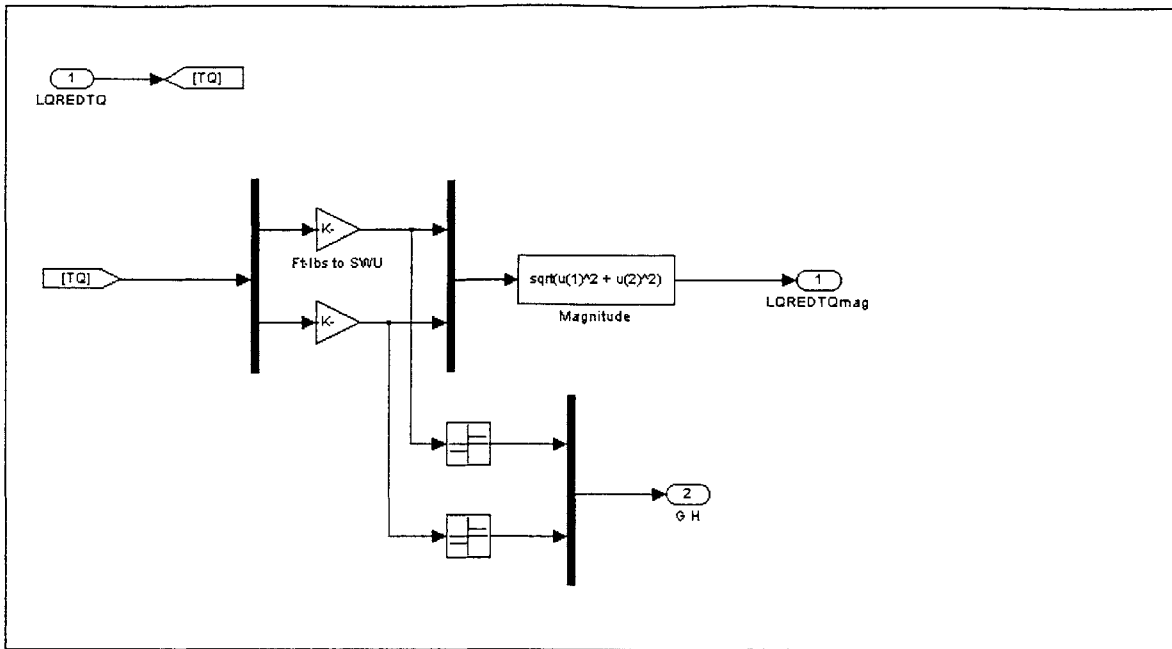 1
[TQ]
LQREDTQ
K-
Ft-lbs to SWU
[TQ]
sqrt(u(1)^2 + u(2)^2)
1
LQREDTQmag
K-
Magnitude
2
G H